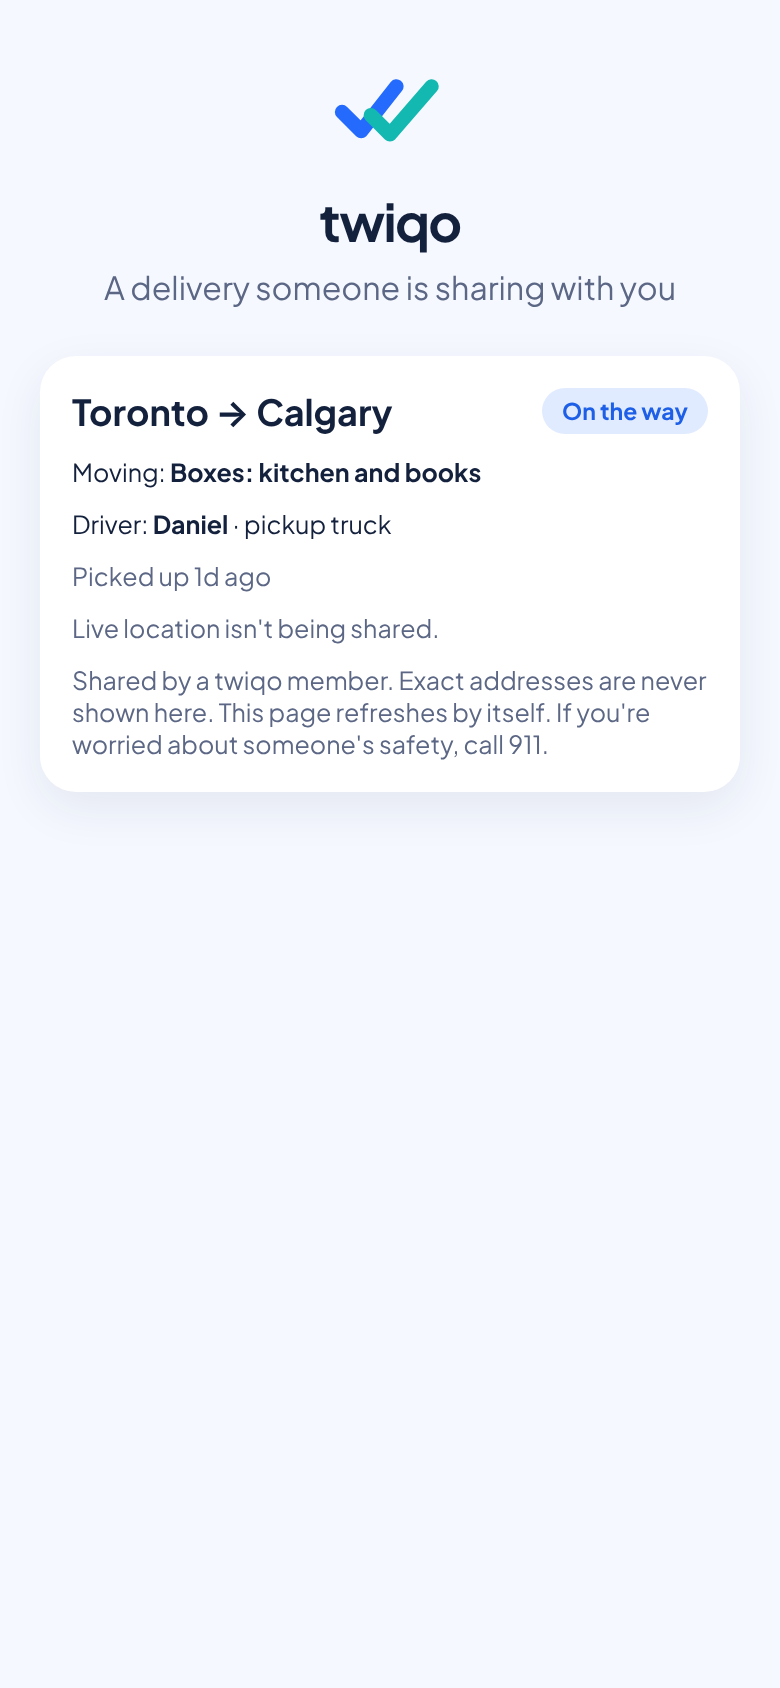 twiqo
A delivery someone is sharing with you
Toronto → Calgary
On the way
Moving: Boxes: kitchen and books
Driver: Daniel · pickup truck
Picked up 1d ago
Live location isn't being shared.
Shared by a twiqo member. Exact addresses are never
shown here. This page refreshes by itself. If you're
worried about someone's safety, call 911.